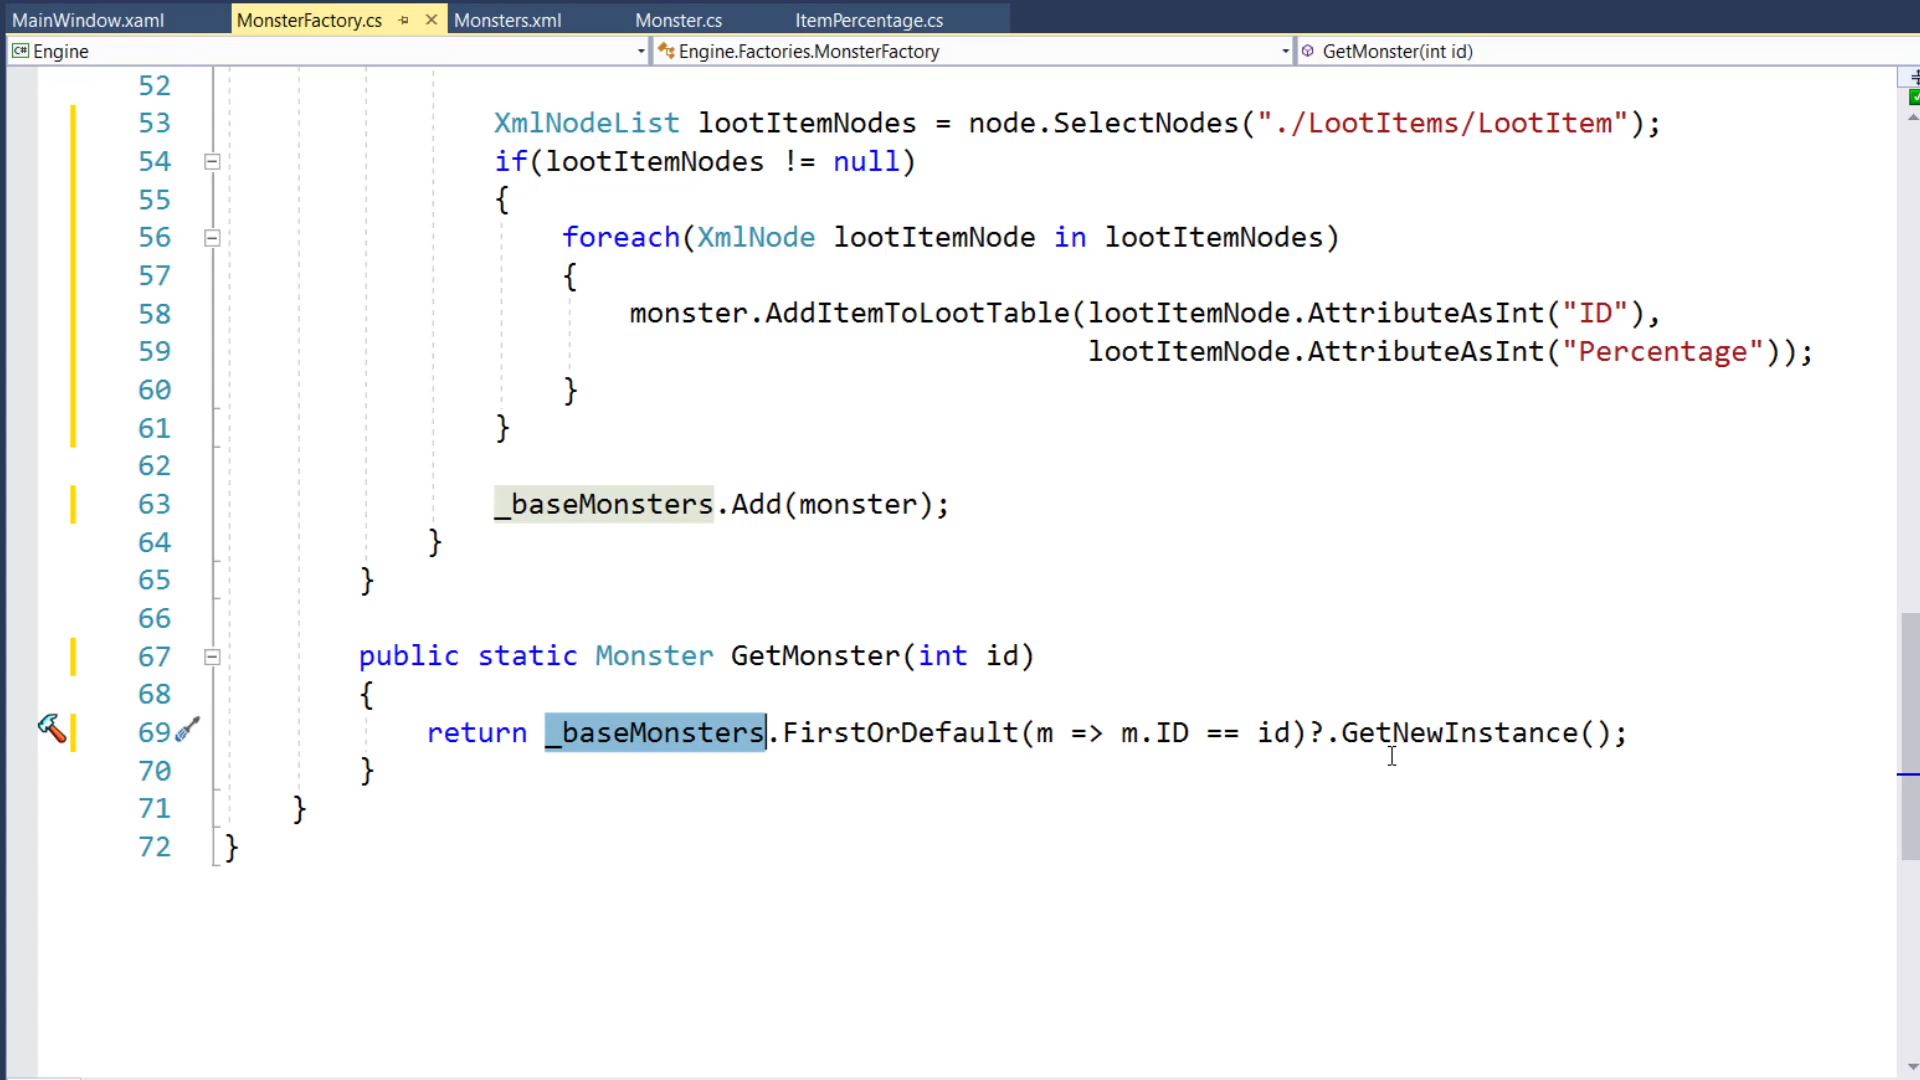 MainWindow.xaml MonsterFactory.cs Monsters.xml Monster.cs ItemPercentage.cs
C# Engine Engine.Factories.MonsterFactory GetMonster(int id)
52
53 XmlNodeList lootItemNodes = node.SelectNodes("./LootItems/LootItem");
54 if(lootItemNodes != null)
55 {
56 foreach(XmlNode lootItemNode in lootItemNodes)
57 {
58 monster.AddItemToLootTable(lootItemNode.AttributeAsInt("ID"),
59 lootItemNode.AttributeAsInt("Percentage"));
60 }
61 }
62
63 _baseMonsters.Add(monster);
64 }
65 }
66
67 public static Monster GetMonster(int id)
68 {
69 return _baseMonsters.FirstOrDefault(m => m.ID == id)?.GetNewInstance();
70 }
71 }
72 }